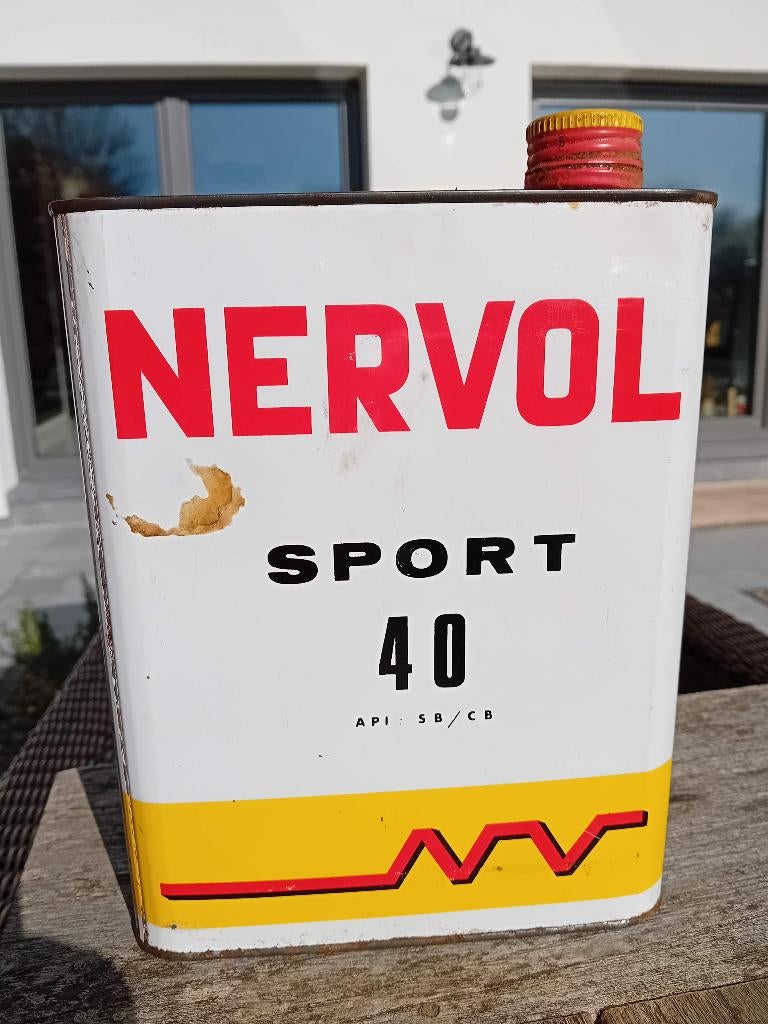 NERVOL
SPORT
40
API : SB/CB